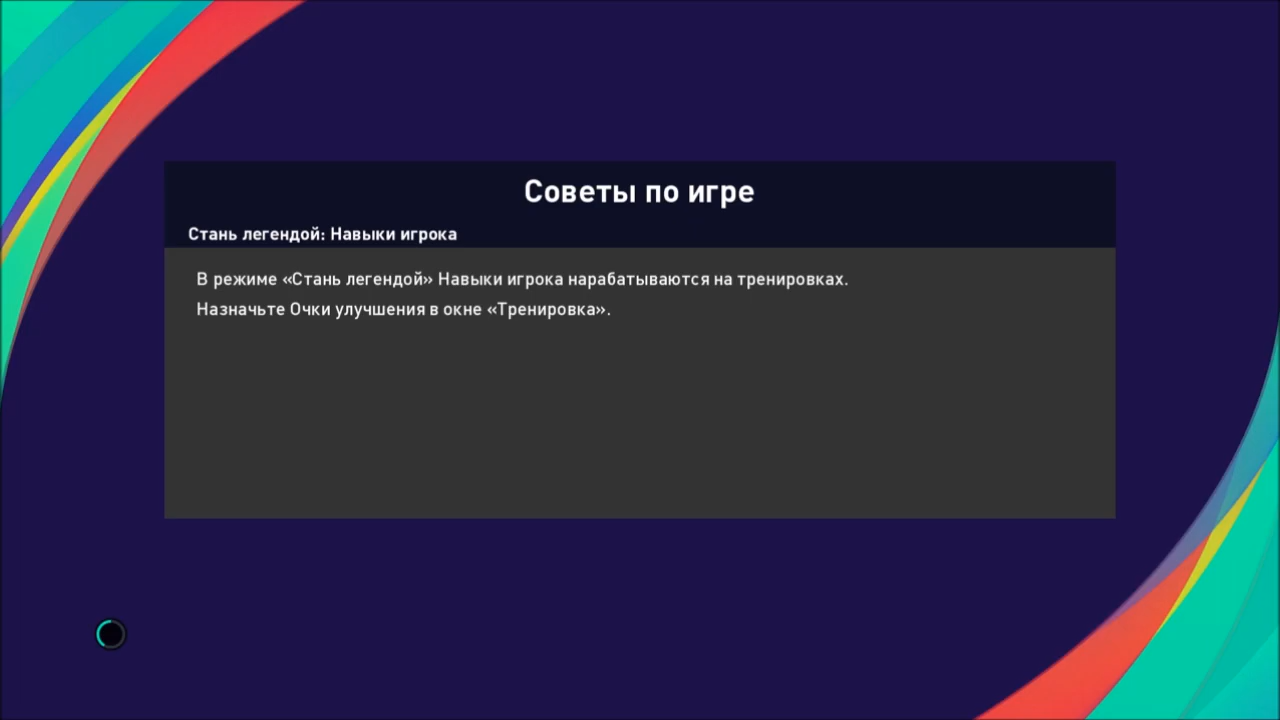 Советы по игре
Стань легендой: Навыки игрока
В режиме «Стань легендой» Навыки игрока нарабатываются на тренировках.
Назначьте Очки улучшения в окне «Тренировка».